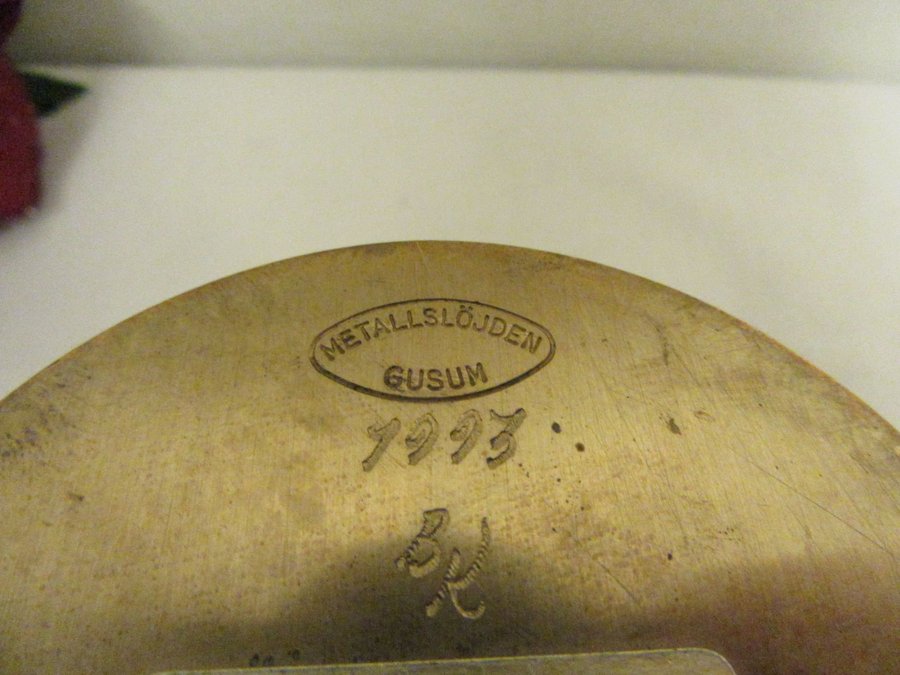 METALLSLÖJDEN
GUSUM
1993
BK